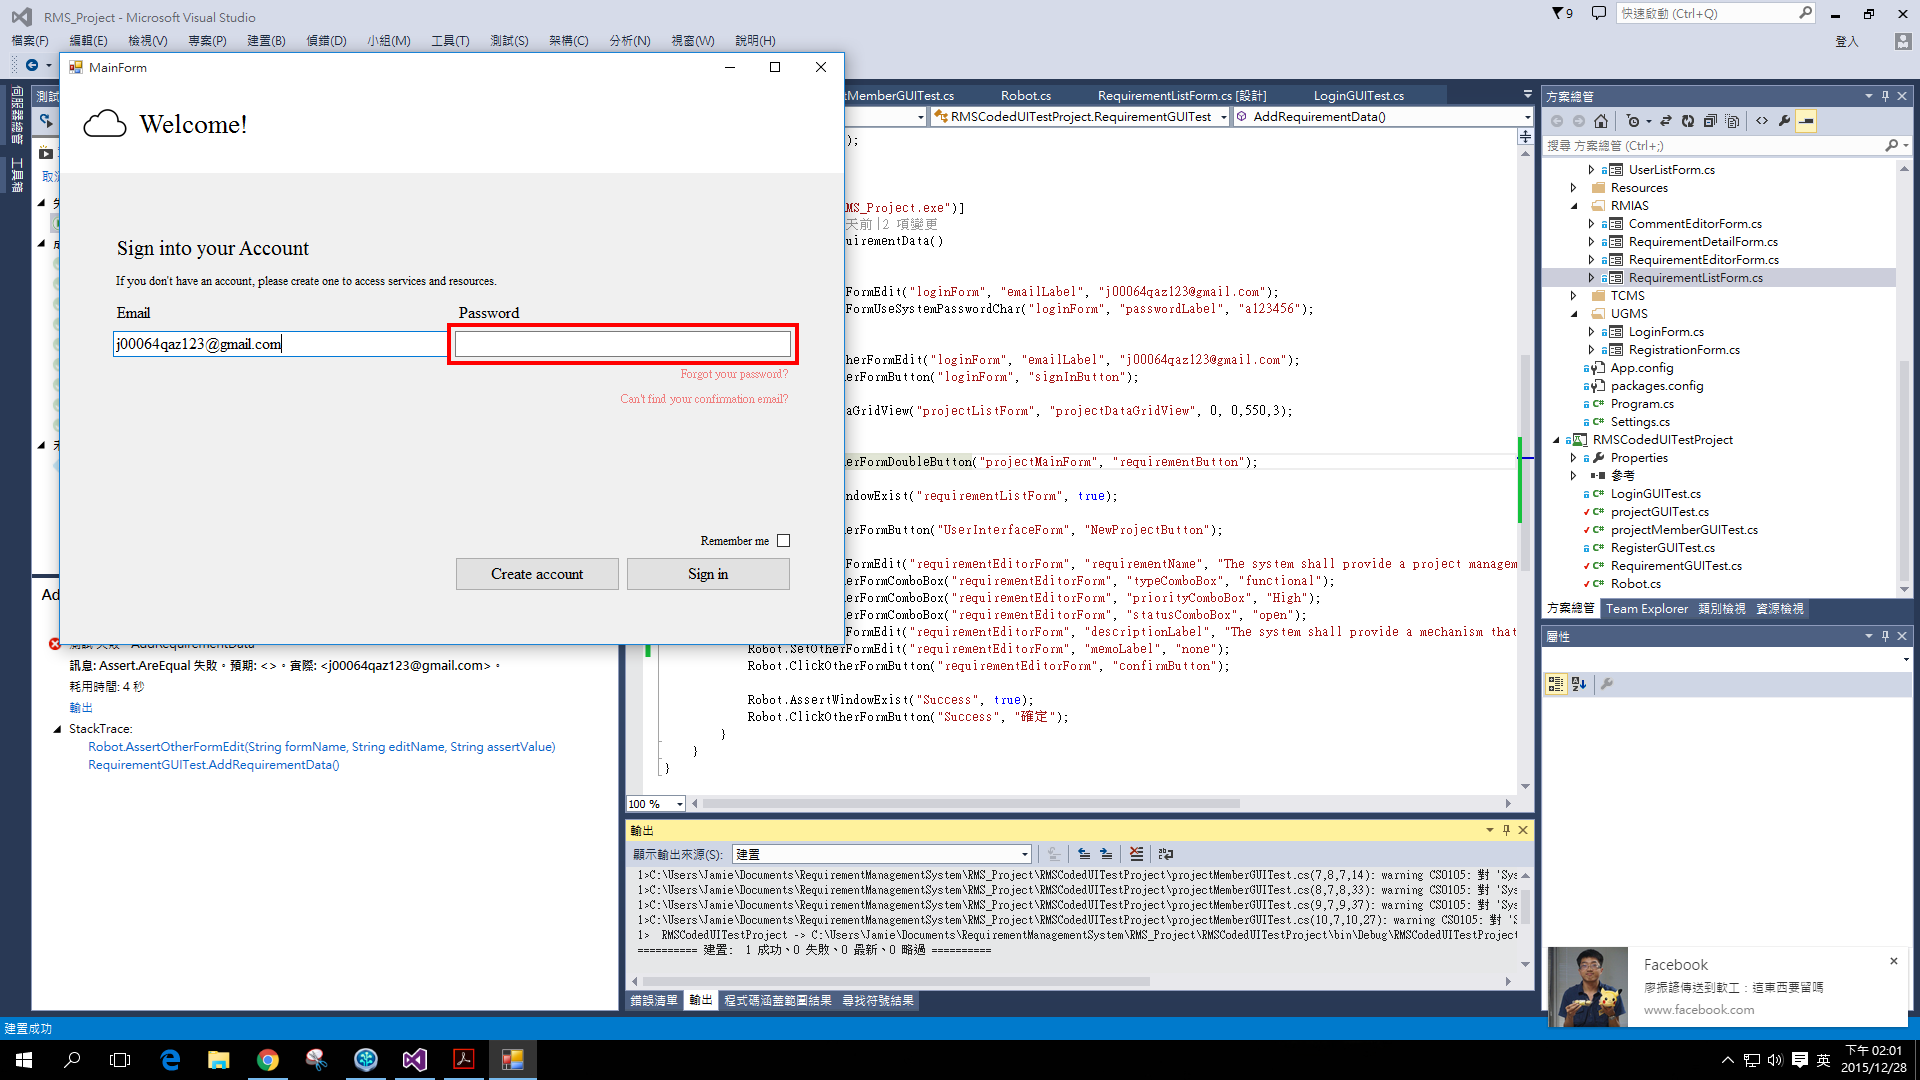 RMS_Project - Microsoft Visual Studio
9
快速啟動 (Ctrl+Q)
檔案(F) 編輯(E) 檢視(V) 專案(P) 建置(B) 偵錯(D) 小組(M) 工具(T) 測試(S) 架構(C) 分析(N) 視窗(W) 說明(H)
登入
伺服器總管
工具箱
MainForm
Welcome!
Sign into your Account
If you don't have an account, please create one to access services and resources.
Email
Password
j00064qaz123@gmail.com
Forgot your password?
Can't find your confirmation email?
Remember me
Create account
Sign in
訊息: Assert.AreEqual 失敗。預期: <>。實際: <j00064qaz123@gmail.com>。
耗用時間: 4 秒
輸出
StackTrace:
Robot.AssertOtherFormEdit(String formName, String editName, String assertValue)
RequirementGUITest.AddRequirementData()
MemberGUITest.cs Robot.cs RequirementListForm.cs [設計] LoginGUITest.cs
RMSCodedUITestProject.RequirementGUITest
AddRequirementData()
);
MS_Project.exe")]
天前|2 項變更
uirementData()
FormEdit("loginForm", "emailLabel", "j00064qaz123@gmail.com");
FormUseSystemPasswordChar("loginForm", "passwordLabel", "a123456");
herFormEdit("loginForm", "emailLabel", "j00064qaz123@gmail.com");
erFormButton("loginForm", "signInButton");
aGridView("projectListForm", "projectDataGridView", 0, 0,550,3);
erFormDoubleButton("projectMainForm", "requirementButton");
ndowExist("requirementListForm", true);
erFormButton("UserInterfaceForm", "NewProjectButton");
FormEdit("requirementEditorForm", "requirementName", "The system shall provide a project managem
erFormComboBox("requirementEditorForm", "typeComboBox", "functional");
erFormComboBox("requirementEditorForm", "priorityComboBox", "High");
erFormComboBox("requirementEditorForm", "statusComboBox", "open");
FormEdit("requirementEditorForm", "descriptionLabel", "The system shall provide a mechanism that
Robot.SetOtherFormEdit("requirementEditorForm", "memoLabel", "none");
Robot.ClickOtherFormButton("requirementEditorForm", "confirmButton");
Robot.AssertWindowExist("Success", true);
Robot.ClickOtherFormButton("Success", "確定");
}
}
}
100 %
輸出
顯示輸出來源(S): 建置
1>C:\Users\Jamie\Documents\RequirementManagementSystem\RMS_Project\RMSCodedUITestProject\projectMemberGUITest.cs(7,8,7,14): warning CS0105: 對 'Sys
1>C:\Users\Jamie\Documents\RequirementManagementSystem\RMS_Project\RMSCodedUITestProject\projectMemberGUITest.cs(8,7,8,33): warning CS0105: 對 'Sys
1>C:\Users\Jamie\Documents\RequirementManagementSystem\RMS_Project\RMSCodedUITestProject\projectMemberGUITest.cs(9,7,9,37): warning CS0105: 對 'Sys
1>C:\Users\Jamie\Documents\RequirementManagementSystem\RMS_Project\RMSCodedUITestProject\projectMemberGUITest.cs(10,7,10,27): warning CS0105: 對 'S
1> RMSCodedUITestProject -> C:\Users\Jamie\Documents\RequirementManagementSystem\RMS_Project\RMSCodedUITestProject\bin\Debug\RMSCodedUITestProject
========== 建置: 1 成功、0 失敗、0 最新、0 略過 ==========
錯誤清單 輸出 程式碼涵蓋範圍結果 尋找符號結果
方案總管
搜尋 方案總管 (Ctrl+;)
UserListForm.cs
Resources
RMIAS
CommentEditorForm.cs
RequirementDetailForm.cs
RequirementEditorForm.cs
RequirementListForm.cs
TCMS
UGMS
LoginForm.cs
RegistrationForm.cs
App.config
packages.config
Program.cs
Settings.cs
RMSCodedUITestProject
Properties
參考
LoginGUITest.cs
projectGUITest.cs
projectMemberGUITest.cs
RegisterGUITest.cs
RequirementGUITest.cs
Robot.cs
方案總管 Team Explorer 類別檢視 資源檢視
屬性
Facebook
廖振諺傳送到軟工：這東西要留嗎
www.facebook.com
建置成功
英
下午 02:01
2015/12/28